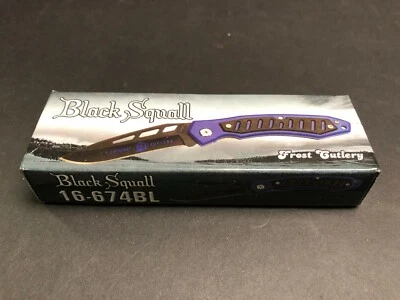 Black Squall
Frost Cutlery
Black Squall
16-674BL